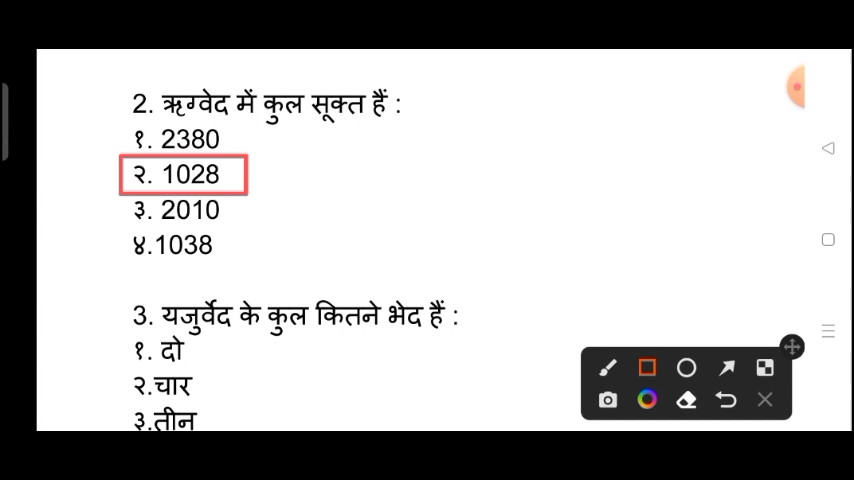 2. ऋग्वेद में कुल सूक्त हैं :
१. 2380
२. 1028
३. 2010
४.1038
3. यजुर्वेद के कुल कितने भेद हैं :
१. दो
२.चार
३.तीन